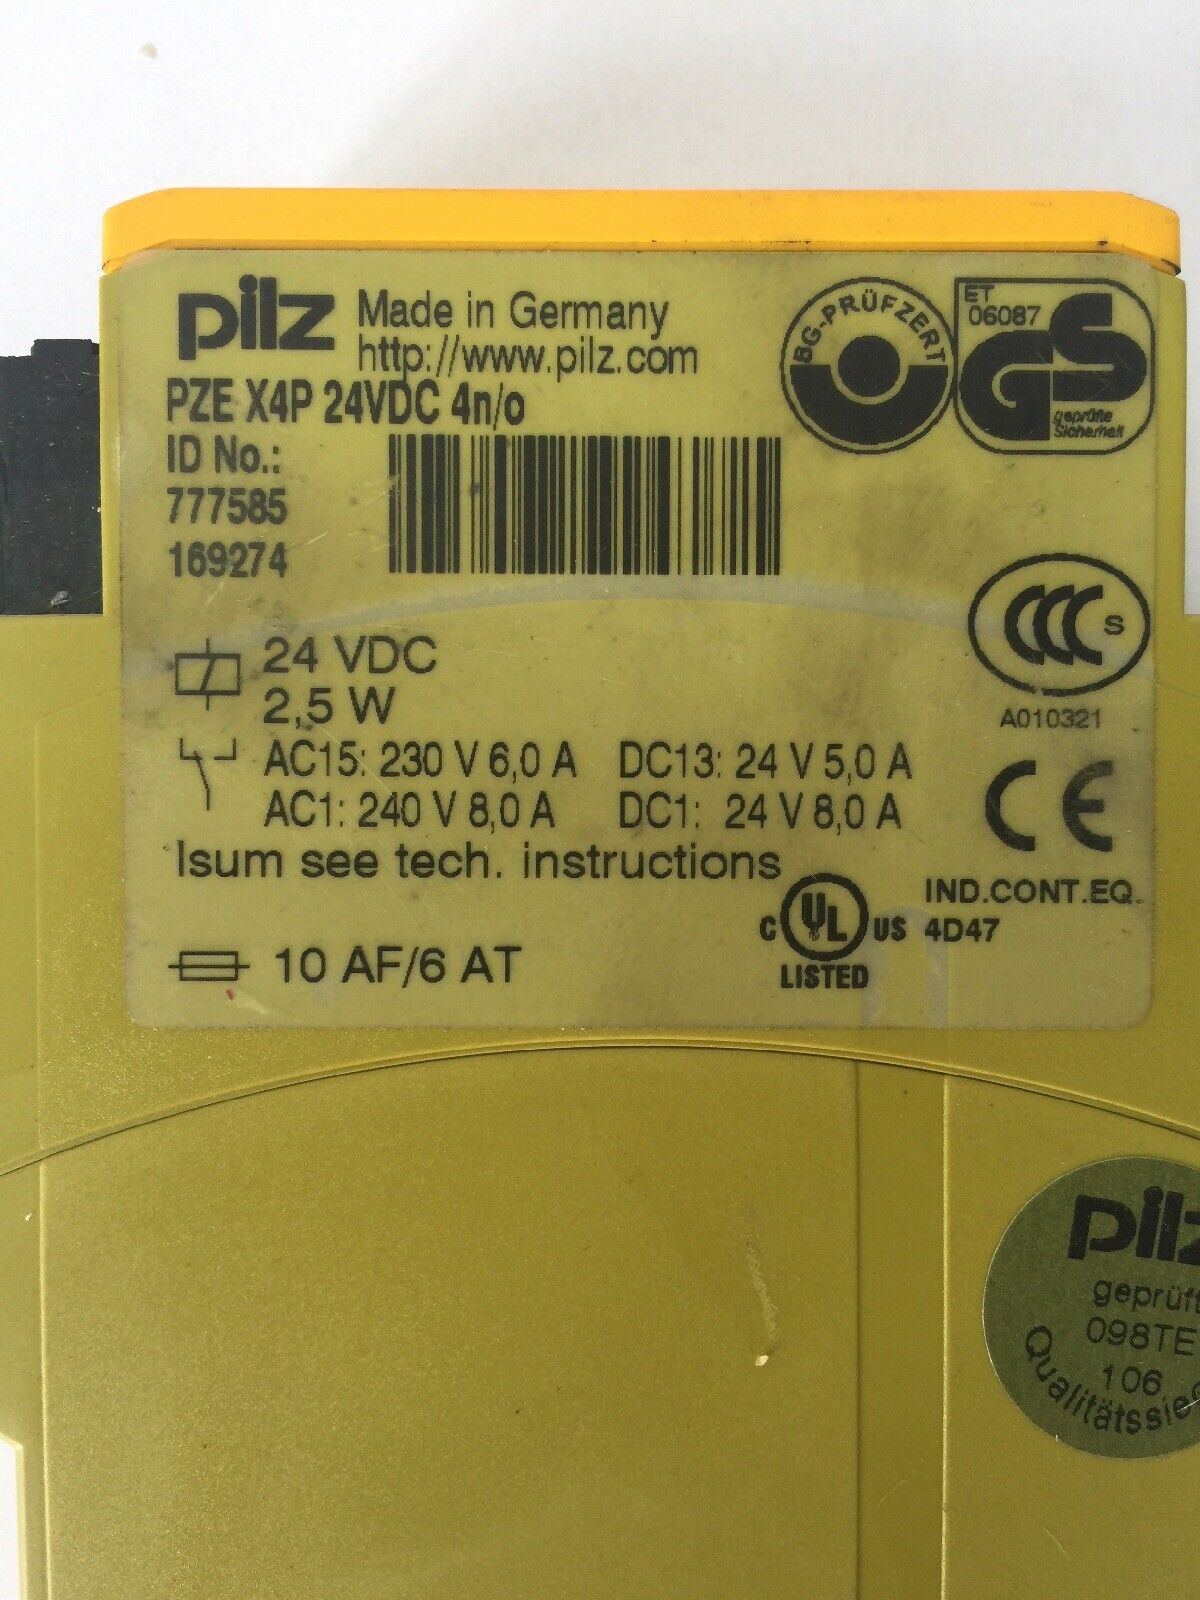 pilz Made in Germany
http://www.pilz.com
PZE X4P 24VDC 4n/o
ID No.:
777585
169274
BG-PRÜFZERT
ET
06087
GS
geprüfte
Sicherheit
24 VDC
2,5 W
CCC S
A010321
AC15: 230 V 6,0 A DC13: 24 V 5,0 A
AC1: 240 V 8,0 A DC1: 24 V 8,0 A
CE
Isum see tech. instructions
10 AF/6 AT
C UL US
LISTED
IND.CONT.EQ.
4D47
pilz
geprüft
098TE
106